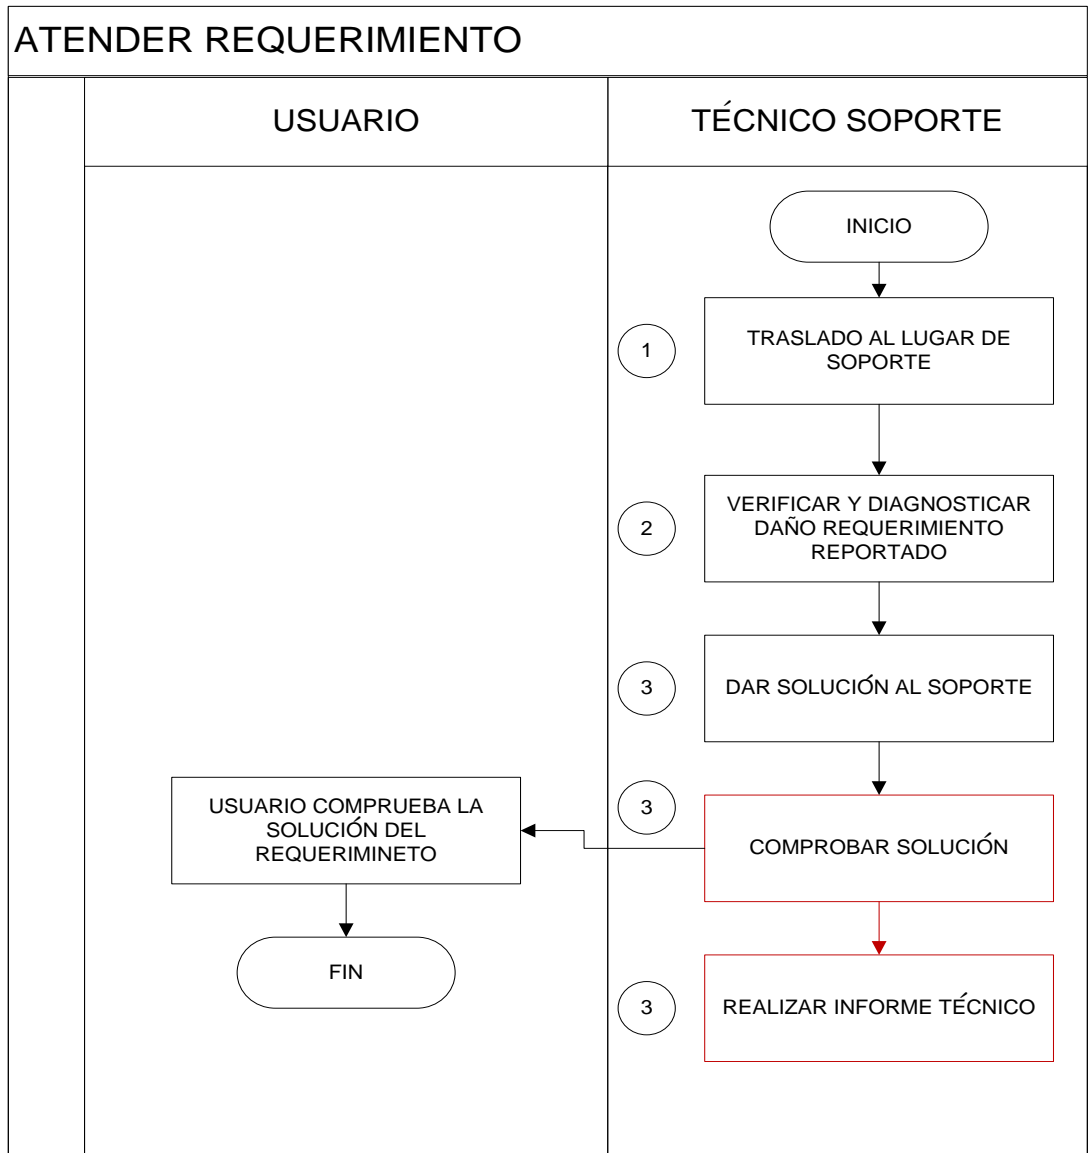 ATENDER REQUERIMIENTO
USUARIO
TÉCNICO SOPORTE
INICIO
1
TRASLADO AL LUGAR DE
SOPORTE
2
VERIFICAR Y DIAGNOSTICAR
DAÑO REQUERIMIENTO
REPORTADO
3
DAR SOLUCIÓN AL SOPORTE
3
COMPROBAR SOLUCIÓN
USUARIO COMPRUEBA LA
SOLUCIÓN DEL
REQUERIMINETO
FIN
3
REALIZAR INFORME TÉCNICO